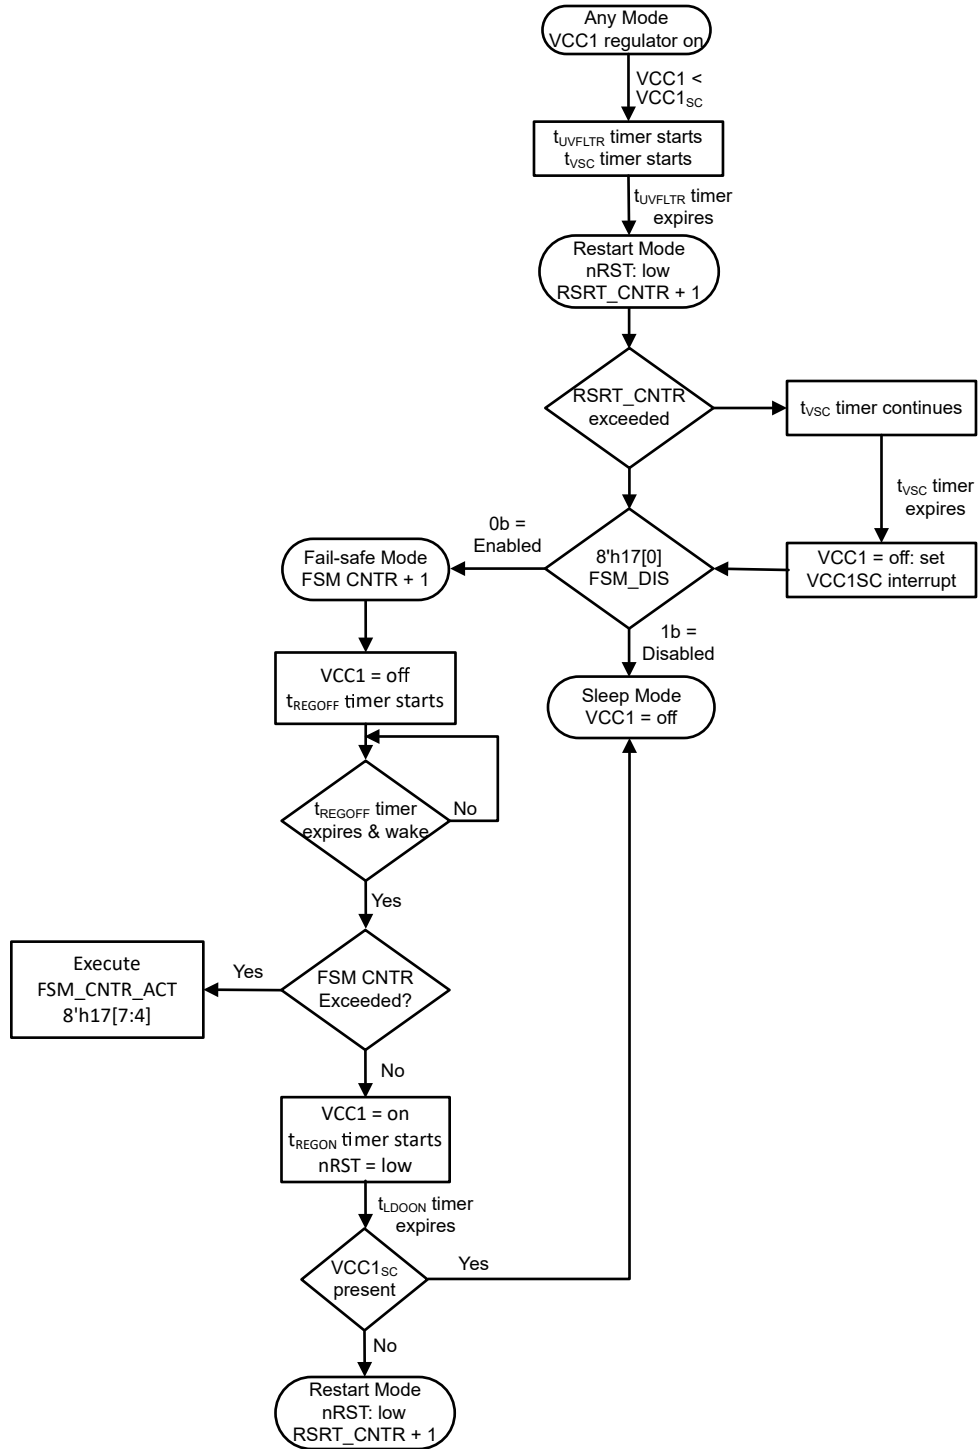 Any Mode
VCC1 regulator on
VCC1 <
VCC1SC
tUVFLTR timer starts
tVSC timer starts
tUVFLTR timer
expires
Restart Mode
nRST: low
RSRT_CNTR + 1
RSRT_CNTR
exceeded
tVSC timer continues
tVSC timer
expires
VCC1 = off: set
VCC1SC interrupt
8'h17[0]
FSM_DIS
0b =
Enabled
1b =
Disabled
Fail-safe Mode
FSM CNTR + 1
Sleep Mode
VCC1 = off
VCC1 = off
tREGOFF timer starts
tREGOFF timer
expires & wake
No
Yes
FSM CNTR
Exceeded?
Yes
Execute
FSM_CNTR_ACT
8'h17[7:4]
No
VCC1 = on
tREGON timer starts
nRST = low
tLDOON timer
expires
VCC1SC
present
Yes
No
Restart Mode
nRST: low
RSRT_CNTR + 1